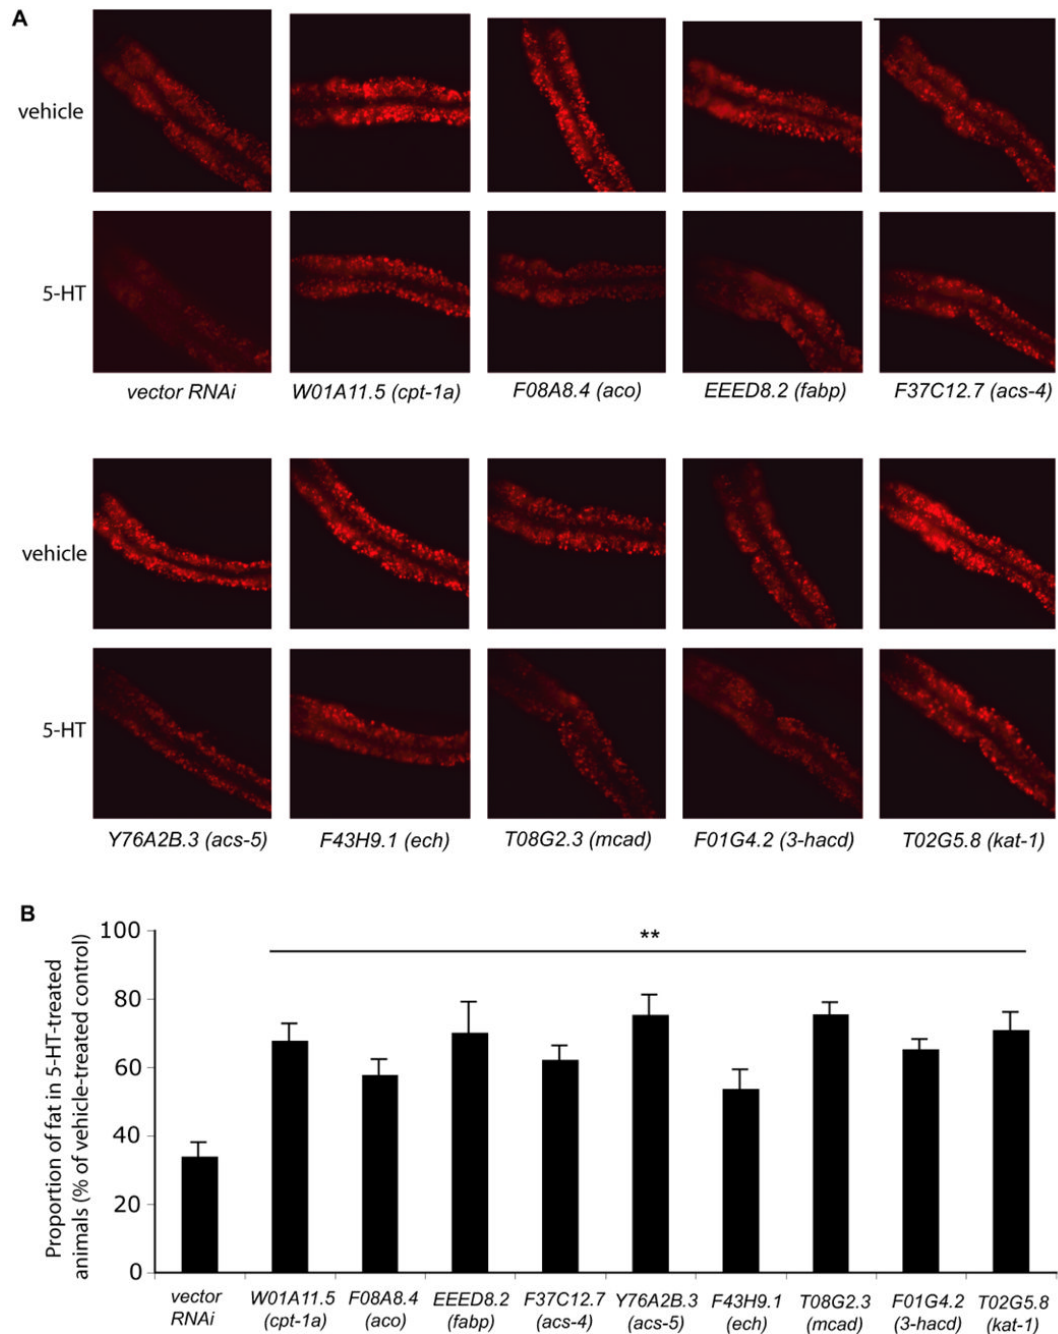 A
vehicle
5-HT
vector RNAi W01A11.5 (cpt-1a) F08A8.4 (aco) EEED8.2 (fabp) F37C12.7 (acs-4)
vehicle
5-HT
Y76A2B.3 (acs-5) F43H9.1 (ech) T08G2.3 (mcad) F01G4.2 (3-hacd) T02G5.8 (kat-1)
B
Proportion of fat in 5-HT-treated
animals (% of vehicle-treated control)
100
80
60
40
20
0
**
vector W01A11.5 F08A8.4 EEED8.2 F37C12.7 Y76A2B.3 F43H9.1 T08G2.3 F01G4.2 T02G5.8
RNAi (cpt-1a) (aco) (fabp) (acs-4) (acs-5) (ech) (mcad) (3-hacd) (kat-1)